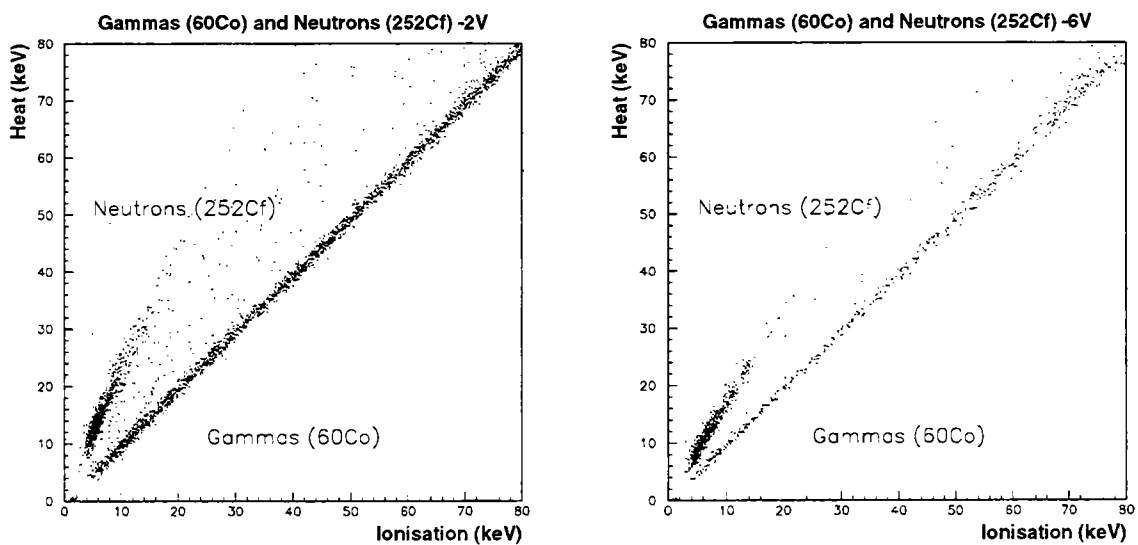 Gammas (60Co) and Neutrons (252Cf) -2V
Heat (keV)
80
70
60
50
40
30
20
10
0
Neutrons (252Cf)
Gammas (60Co)
0 10 20 30 40 50 60 70 80
Ionisation (keV)
Gammas (60Co) and Neutrons (252Cf) -6V
Heat (keV)
80
70
60
50
40
30
20
10
0
Neutrons (252Cf)
Gammas (60Co)
0 10 20 30 40 50 60 70 80
Ionisation (keV)